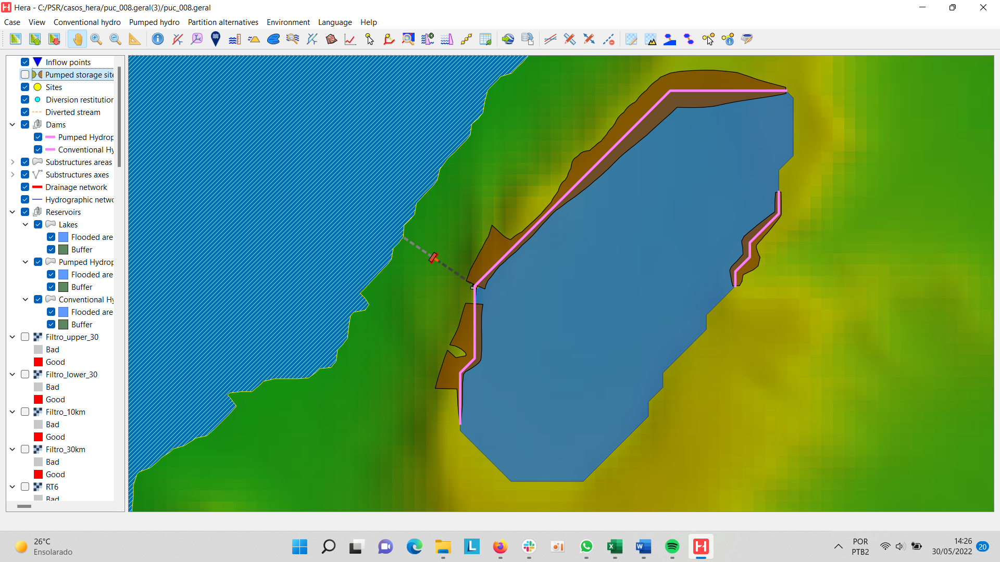 Hera - C:/PSR/casos_hera/puc_008.geral(3)/puc_008.geral
Case View Conventional hydro Pumped hydro Partition alternatives Environment Language Help
Inflow points
Pumped storage site
Sites
Diversion restitution
Diverted stream
Dams
Pumped Hydrop
Conventional Hy
Substructures areas
Substructures axes
Drainage network
Hydrographic netwo
Reservoirs
Lakes
Flooded are
Buffer
Pumped Hydrop
Flooded are
Buffer
Conventional Hy
Flooded are
Buffer
Filtro_upper_30
Bad
Good
Filtro_lower_30
Bad
Good
Filtro_10km
Bad
Good
Filtro_30km
Bad
Good
RT6
Bad
26°C
Ensolarado
POR
PTB2
14:26
30/05/2022
20